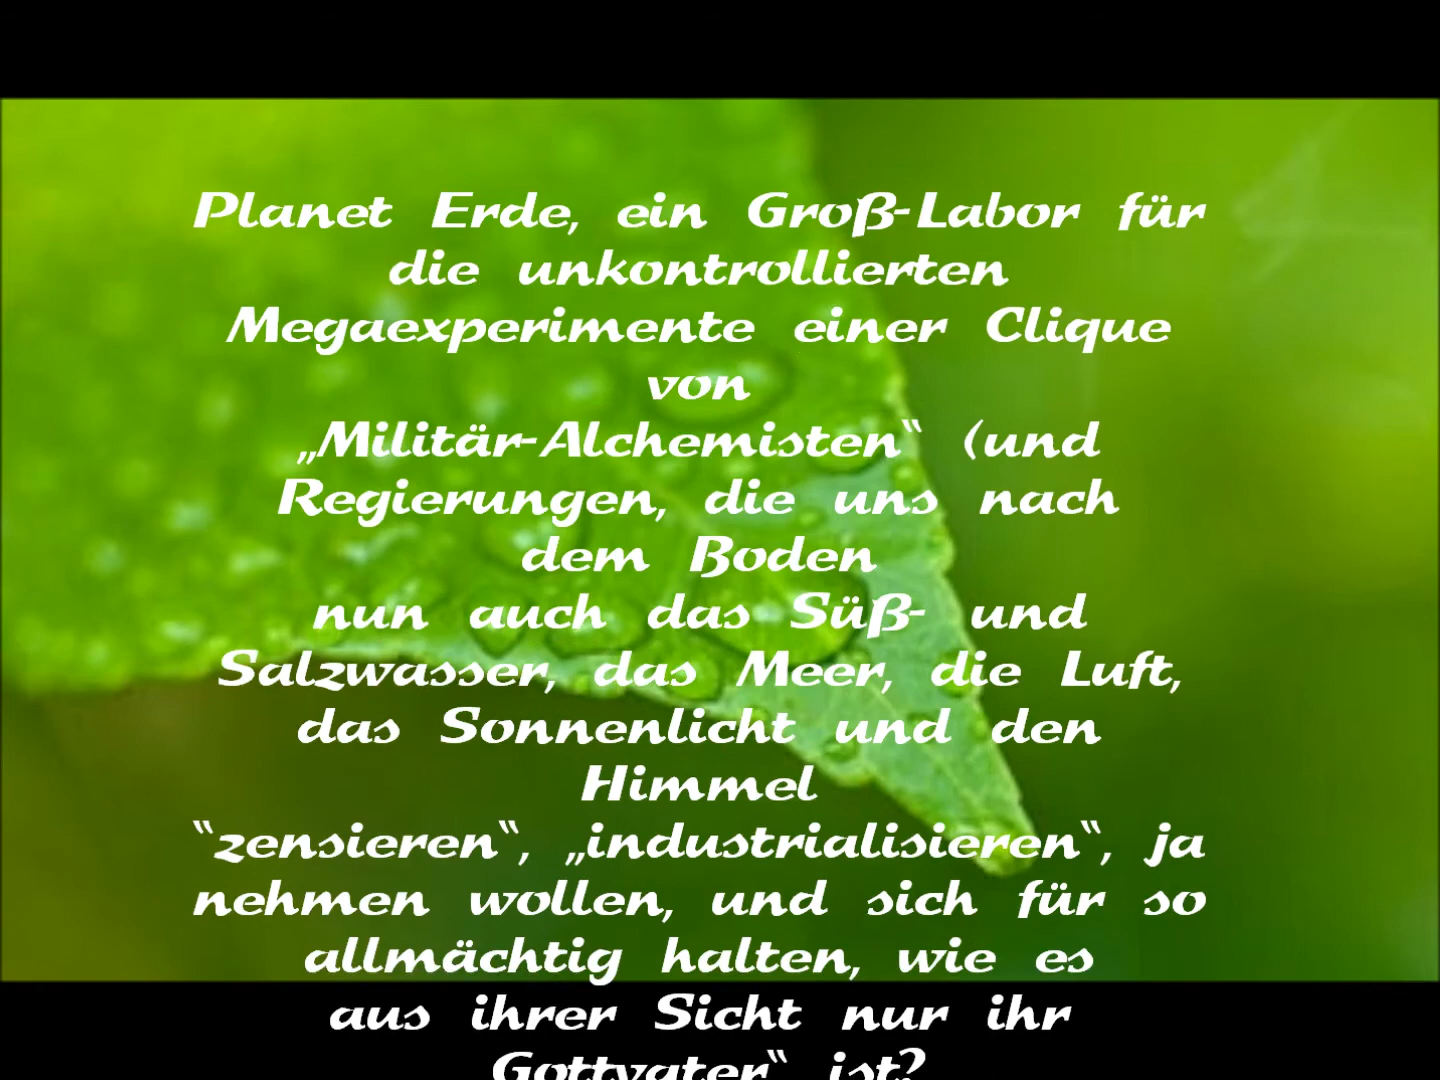 Planet Erde, ein Groß-Labor für
die unkontrollierten
Megaexperimente einer Clique
von
„Militär-Alchemisten“ (und
Regierungen, die uns nach
dem Boden
nun auch das Süß- und
Salzwasser, das Meer, die Luft,
das Sonnenlicht und den
Himmel
“zensieren“, „industrialisieren“, ja
nehmen wollen, und sich für so
allmächtig halten, wie es
aus ihrer Sicht nur ihr
Gottvater“ ist?